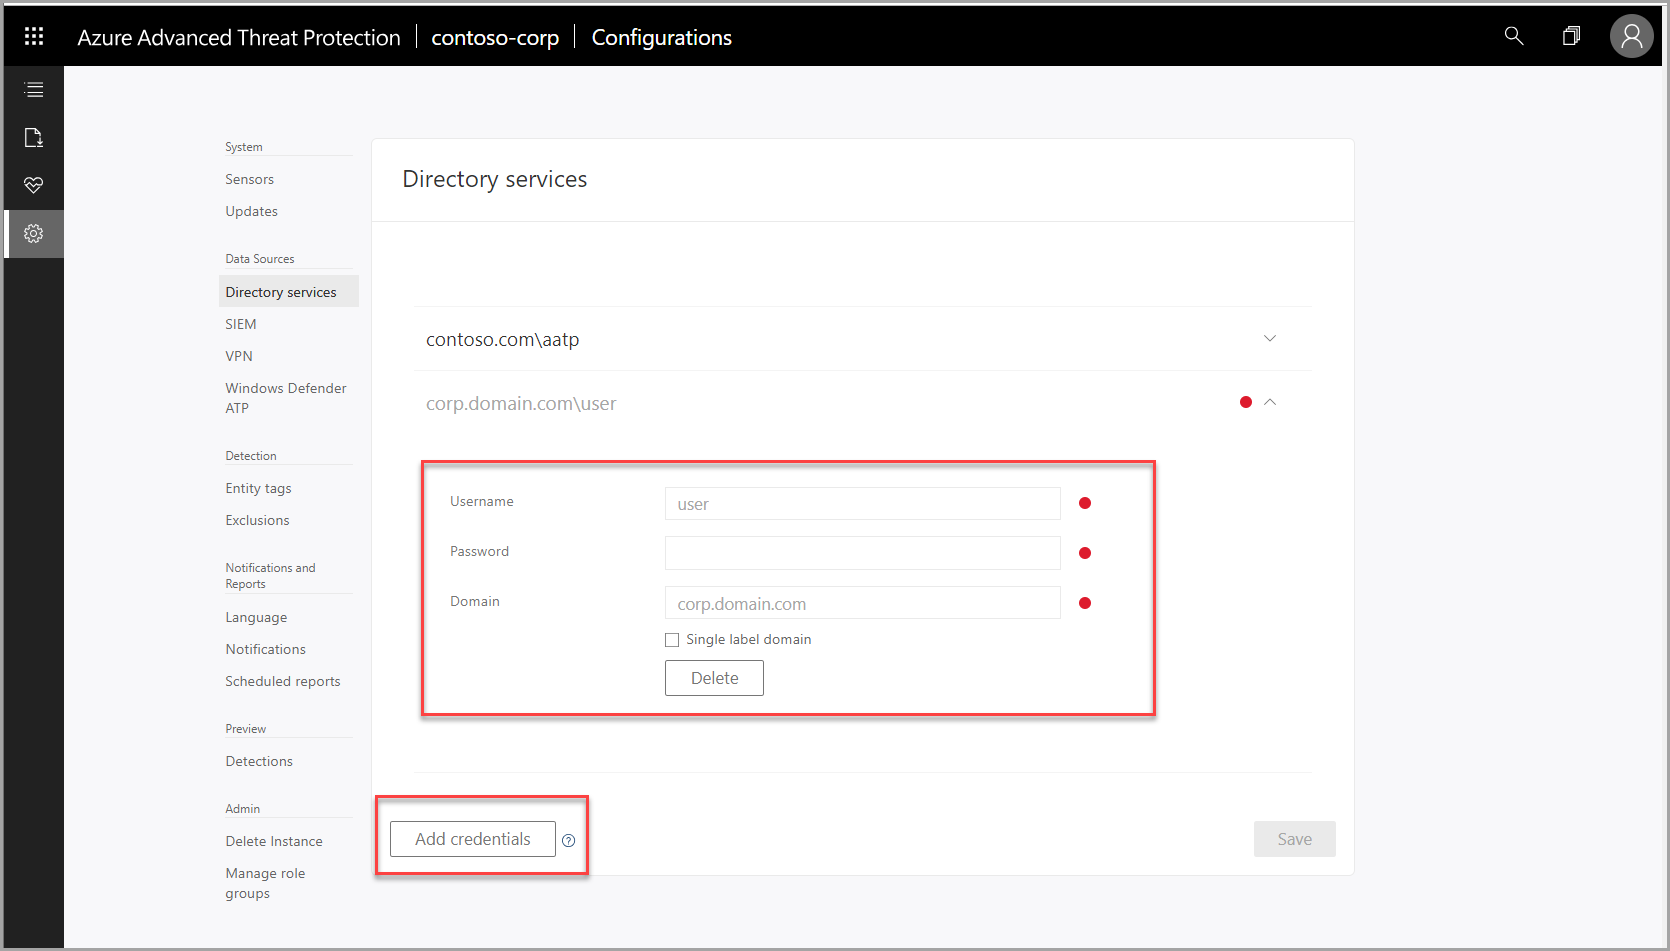 Azure Advanced Threat Protection | contoso-corp | Configurations
System
Sensors
Updates
Data Sources
Directory services
SIEM
VPN
Windows Defender
ATP
Detection
Entity tags
Exclusions
Notifications and
Reports
Language
Notifications
Scheduled reports
Preview
Detections
Admin
Delete Instance
Manage role
groups
Directory services
contoso.com\aatp
corp.domain.com\user
Username
user
Password
Domain
corp.domain.com
Single label domain
Delete
Add credentials ?
Save